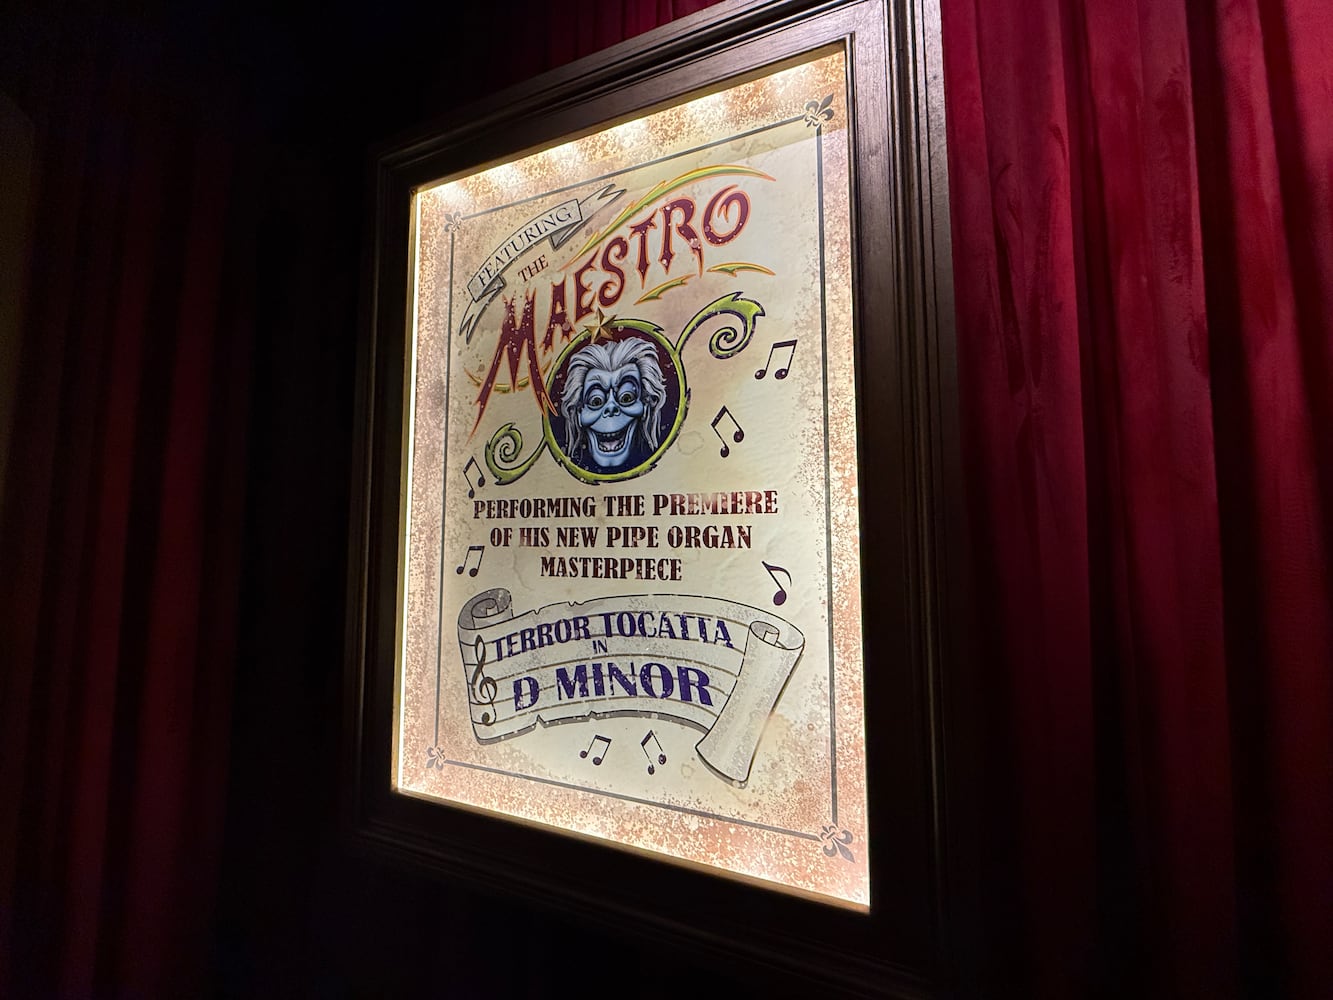 FEATURING
THE
MAESTRO
PERFORMING THE PREMIERE
OF HIS NEW PIPE ORGAN
MASTERPIECE
TERROR TOCATTA
IN
D MINOR